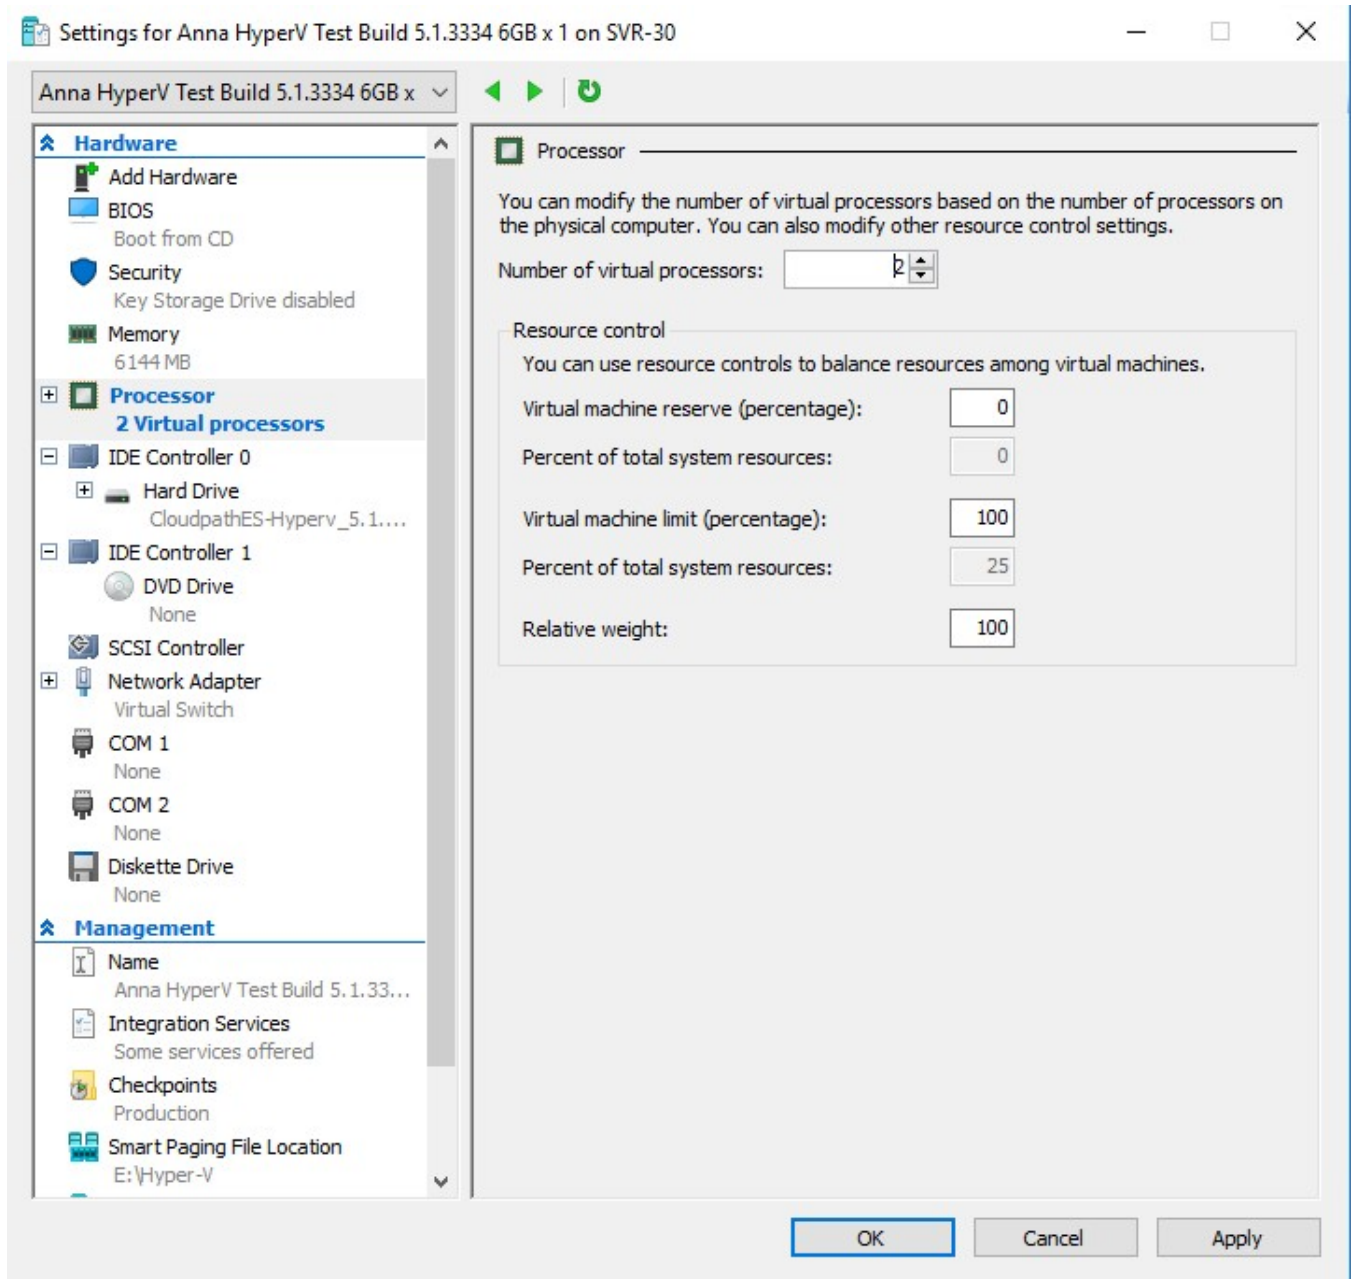 Settings for Anna HyperV Test Build 5.1.3334 6GB x 1 on SVR-30
Anna HyperV Test Build 5.1.3334 6GB x
Hardware
Add Hardware
BIOS
Boot from CD
Security
Key Storage Drive disabled
Memory
6144 MB
Processor
2 Virtual processors
IDE Controller 0
Hard Drive
CloudpathES-Hyperv_5.1....
IDE Controller 1
DVD Drive
None
SCSI Controller
Network Adapter
Virtual Switch
COM 1
None
COM 2
None
Diskette Drive
None
Management
Name
Anna HyperV Test Build 5.1.33...
Integration Services
Some services offered
Checkpoints
Production
Smart Paging File Location
E:\Hyper-V
Processor
You can modify the number of virtual processors based on the number of processors on
the physical computer. You can also modify other resource control settings.
Number of virtual processors: 2
Resource control
You can use resource controls to balance resources among virtual machines.
Virtual machine reserve (percentage): 0
Percent of total system resources: 0
Virtual machine limit (percentage): 100
Percent of total system resources: 25
Relative weight: 100
OK Cancel Apply